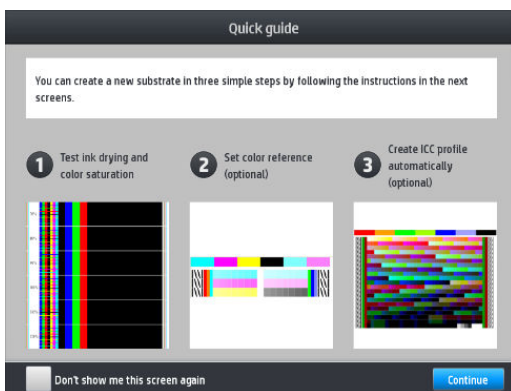 Quick guide
You can create a new substrate in three simple steps by following the instructions in the next
screens.
1 Test ink drying and
color saturation
2 Set color reference
(optional)
3 Create ICC profile
automatically
(optional)
Don't show me this screen again
Continue